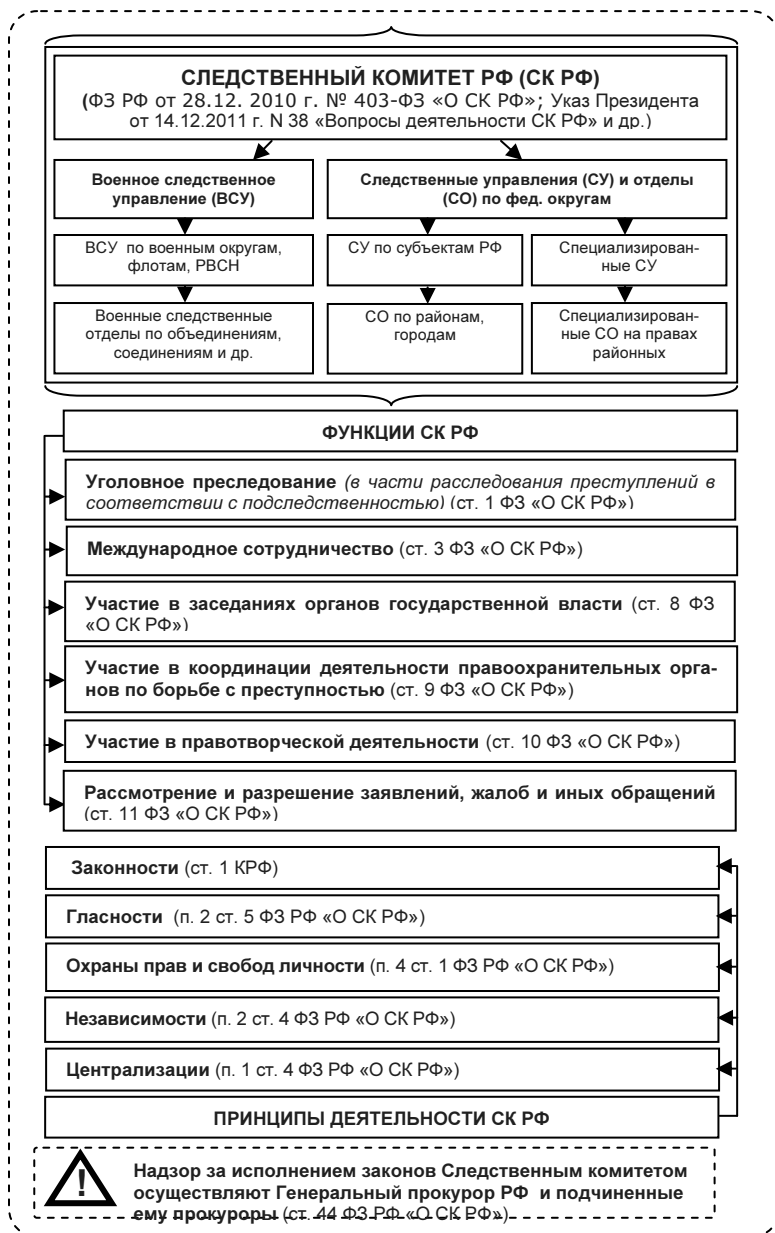 СЛЕДСТВЕННЫЙ КОМИТЕТ РФ (СК РФ)
(ФЗ РФ от 28.12. 2010 г. № 403-ФЗ «О СК РФ»; Указ Президента
от 14.12.2011 г. N 38 «Вопросы деятельности СК РФ» и др.)
Военное следственное
управление (ВСУ)
Следственные управления (СУ) и отделы
(СО) по фед. округам
ВСУ по военным округам,
флотам, РВСН
СУ по субъектам РФ
Специализирован-
ные СУ
Военные следственные
отделы по объединениям,
соединениям и др.
СО по районам,
городам
Специализирован-
ные СО на правах
районных
ФУНКЦИИ СК РФ
Уголовное преследование (в части расследования преступлений в
соответствии с подследственностью) (ст. 1 ФЗ «О СК РФ»)
Международное сотрудничество (ст. 3 ФЗ «О СК РФ»)
Участие в заседаниях органов государственной власти (ст. 8 ФЗ
«О СК РФ»)
Участие в координации деятельности правоохранительных орга-
нов по борьбе с преступностью (ст. 9 ФЗ «О СК РФ»)
Участие в правотворческой деятельности (ст. 10 ФЗ «О СК РФ»)
Рассмотрение и разрешение заявлений, жалоб и иных обращений
(ст. 11 ФЗ «О СК РФ»)
Законности (ст. 1 КРФ)
Гласности (п. 2 ст. 5 ФЗ РФ «О СК РФ»)
Охраны прав и свобод личности (п. 4 ст. 1 ФЗ РФ «О СК РФ»)
Независимости (п. 2 ст. 4 ФЗ РФ «О СК РФ»)
Централизации (п. 1 ст. 4 ФЗ РФ «О СК РФ»)
ПРИНЦИПЫ ДЕЯТЕЛЬНОСТИ СК РФ
!
Надзор за исполнением законов Следственным комитетом
осуществляют Генеральный прокурор РФ и подчиненные
ему прокуроры (ст. 44 ФЗ РФ «О СК РФ»)